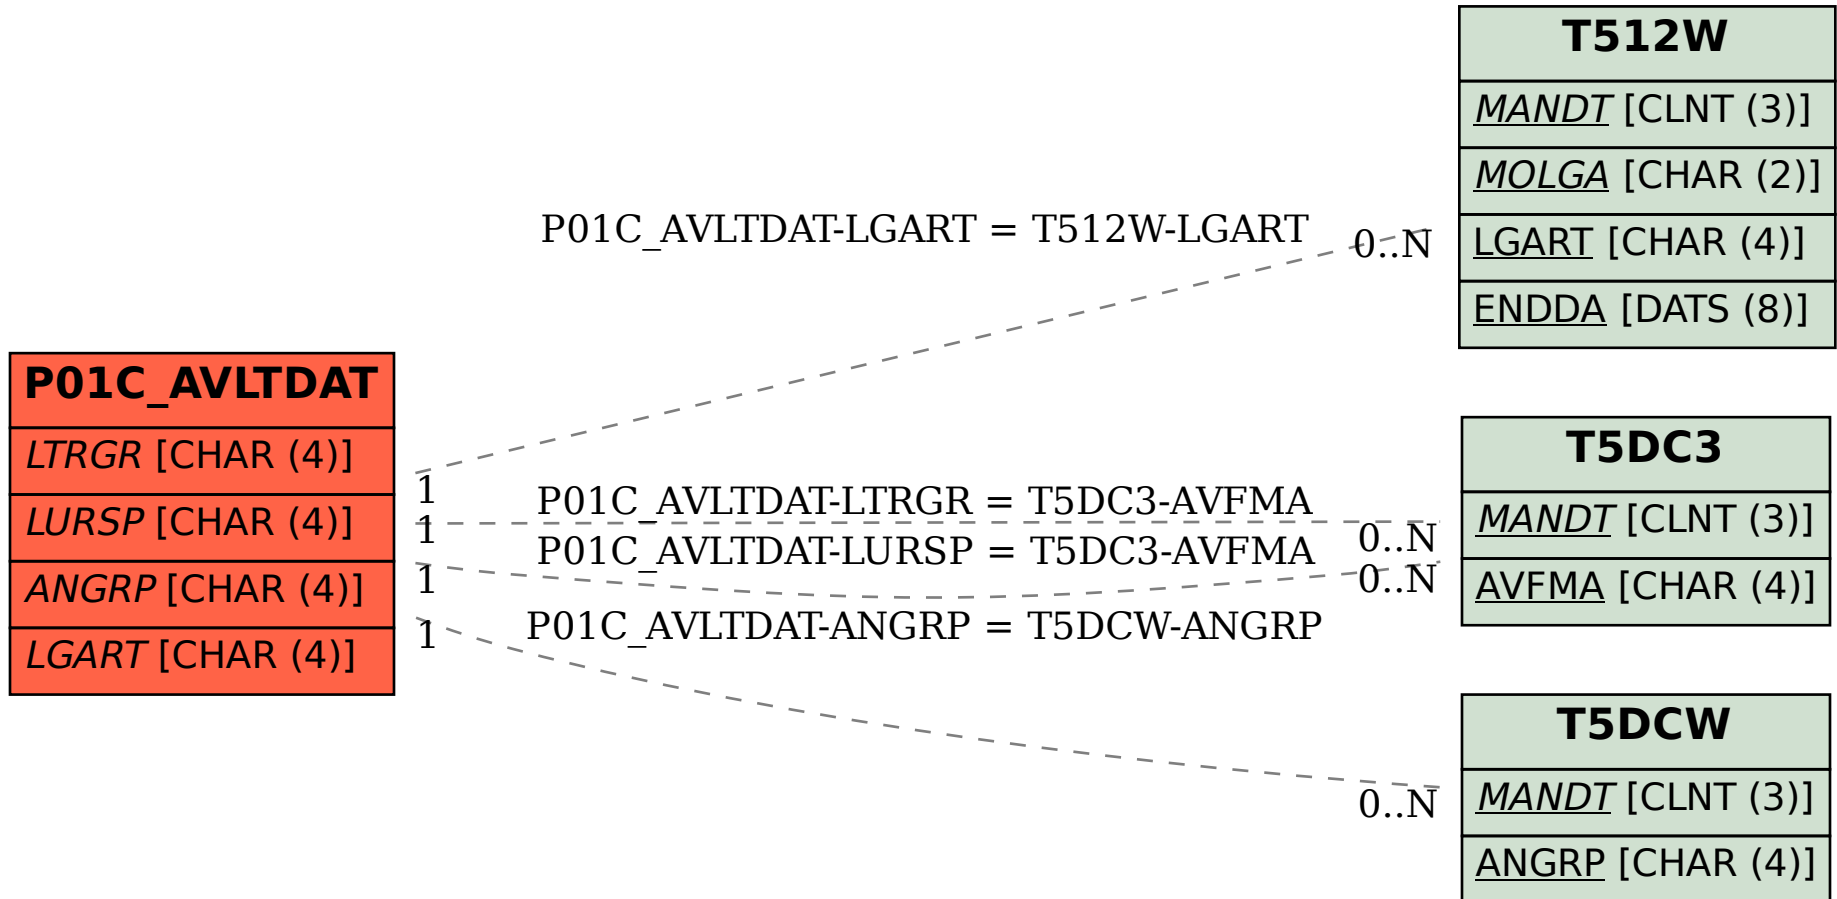 P01C_AVLTDAT
LTRGR [CHAR (4)]
LURSP [CHAR (4)]
ANGRP [CHAR (4)]
LGART [CHAR (4)]
P01C_AVLTDAT-LGART = T512W-LGART
0..N
1
P01C_AVLTDAT-LTRGR = T5DC3-AVFMA
1
0..N
P01C_AVLTDAT-LURSP = T5DC3-AVFMA
1
0..N
P01C_AVLTDAT-ANGRP = T5DCW-ANGRP
1
0..N
T512W
MANDT [CLNT (3)]
MOLGA [CHAR (2)]
LGART [CHAR (4)]
ENDDA [DATS (8)]
T5DC3
MANDT [CLNT (3)]
AVFMA [CHAR (4)]
T5DCW
MANDT [CLNT (3)]
ANGRP [CHAR (4)]